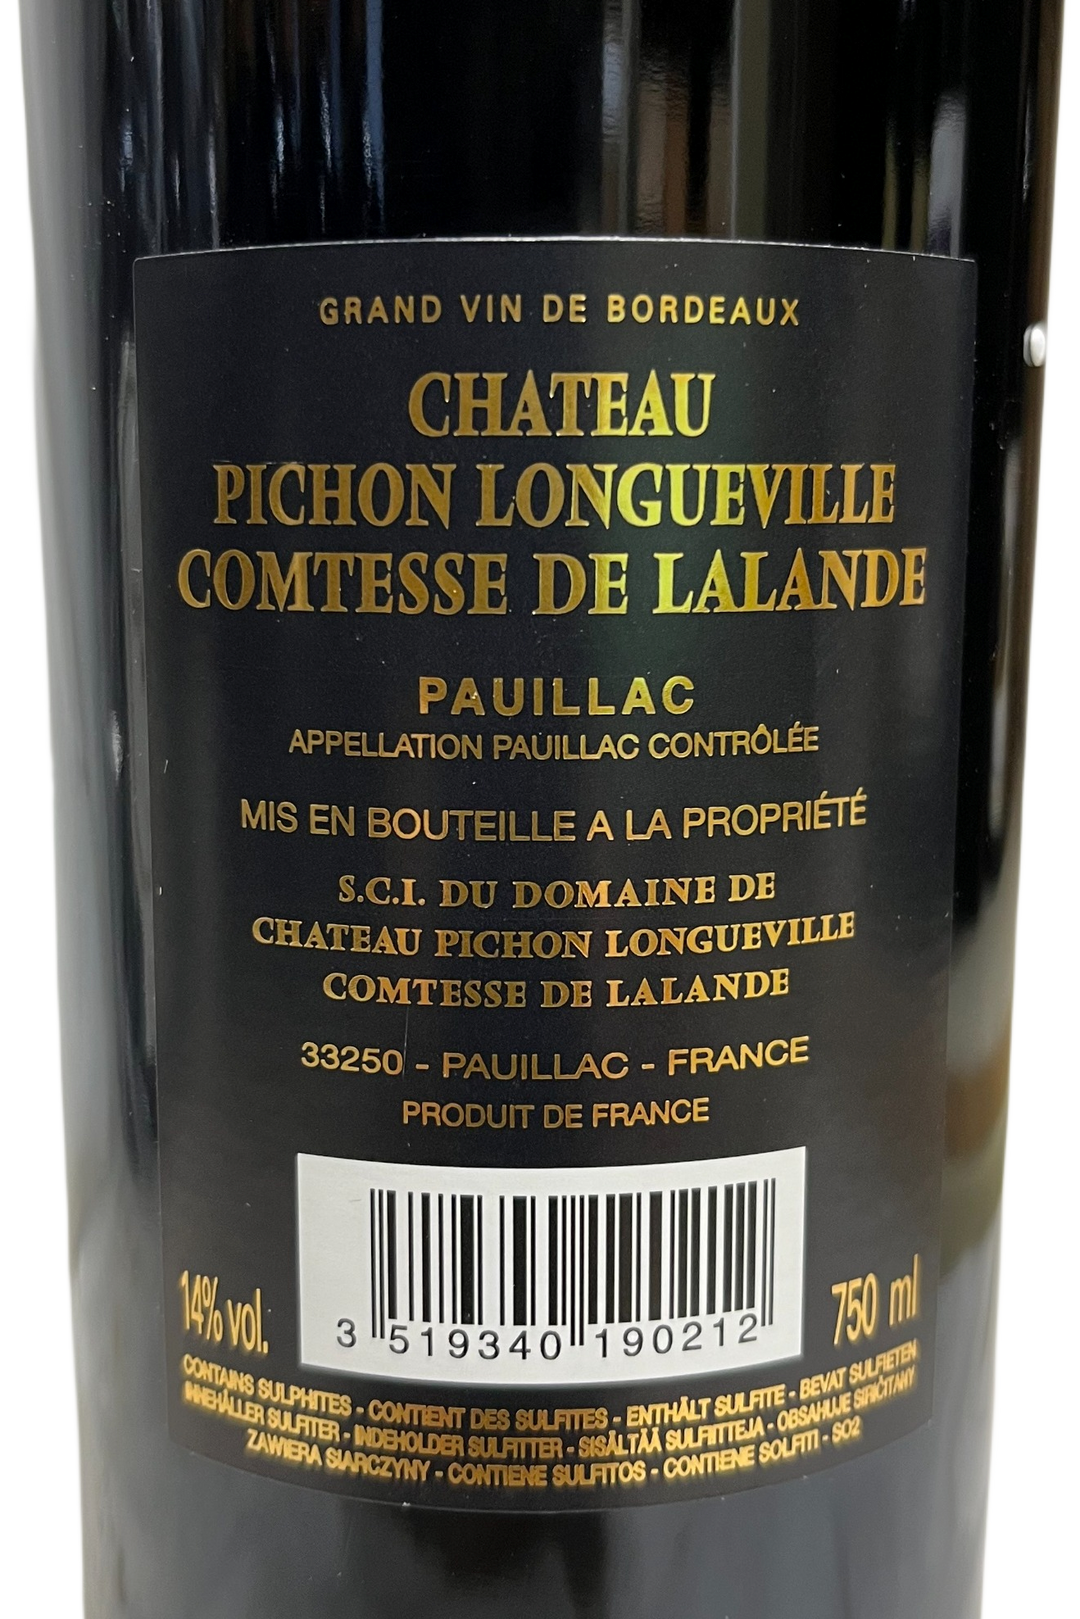 GRAND VIN DE BORDEAUX
CHATEAU
PICHON LONGUEVILLE
COMTESSE DE LALANDE
PAUILLAC
APPELLATION PAUILLAC CONTRÔLÉE
MIS EN BOUTEILLE A LA PROPRIÉTÉ
S.C.I. DU DOMAINE DE
CHATEAU PICHON LONGUEVILLE
COMTESSE DE LALANDE
33250 - PAUILLAC - FRANCE
PRODUIT DE FRANCE
14% vol.
3 519340 190212
750 ml
CONTAINS SULPHITES - CONTIENT DES SULFITES - ENTHÄLT SULFITE - BEVAT SULFIETEN
INNEHÅLLER SULFITER - INDEHOLDER SULFITTER - SISÄLTÄÄ SULFIITTEJA - OBSAHUJE SIRIČITANY
ZAWIERA SIARCZYNY - CONTIENE SULFITOS - CONTIENE SOLFITI - SO2